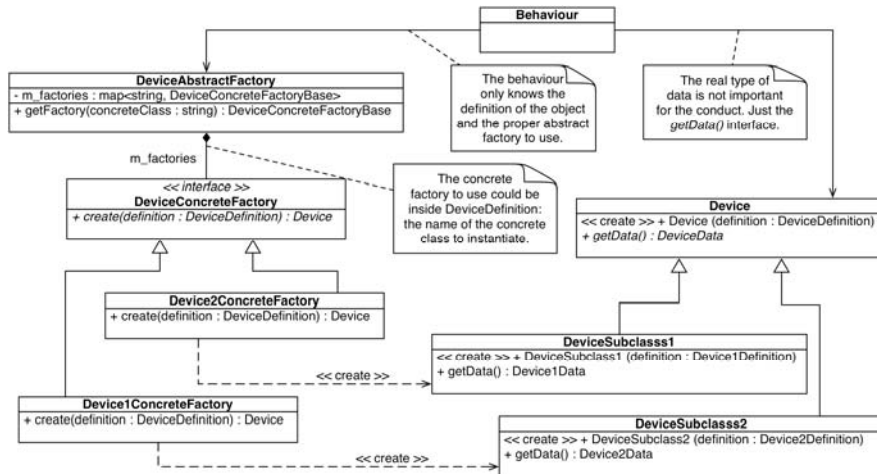 Behaviour
DeviceAbstractFactory
- m_factories : map<string, DeviceConcreteFactoryBase>
+ getFactory(concreteClass : string) : DeviceConcreteFactoryBase
The behaviour
only knows the
definition of the object
and the proper abstract
factory to use.
The real type of
data is not important
for the conduct. Just the
getData() interface.
m_factories
<< interface >>
DeviceConcreteFactory
+ create(definition : DeviceDefinition) : Device
The concrete
factory to use could be
inside DeviceDefinition:
the name of the concrete
class to instantiate.
Device
<< create >> + Device (definition : DeviceDefinition)
+ getData() : DeviceData
Device2ConcreteFactory
+ create(definition : DeviceDefinition) : Device
DeviceSubclasss1
<< create >> + DeviceSubclass1 (definition : Device1Definition)
+ getData() : Device1Data
<< create >>
Device1ConcreteFactory
+ create(definition : DeviceDefinition) : Device
DeviceSubclasss2
<< create >> + DeviceSubclass2 (definition : Device2Definition)
+ getData() : Device2Data
<< create >>